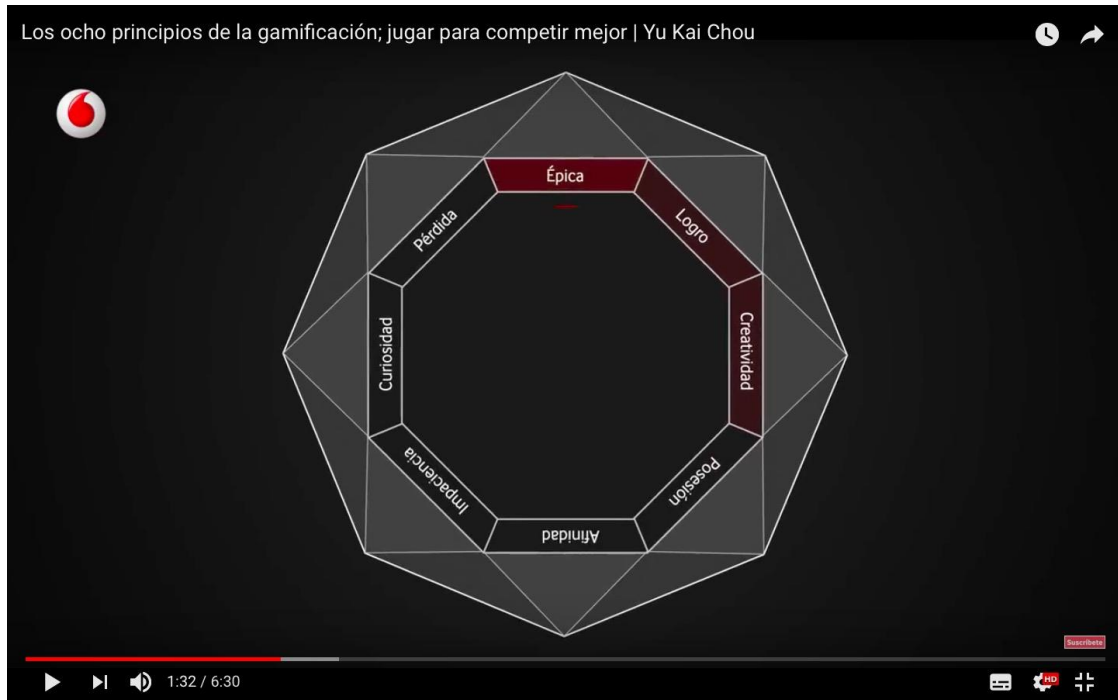 Los ocho principios de la gamificación; jugar para competir mejor | Yu Kai Chou
Épica
Logro
Creatividad
Posesión
Afinidad
Impaciencia
Curiosidad
Pérdida
Suscríbete
1:32 / 6:30
HD